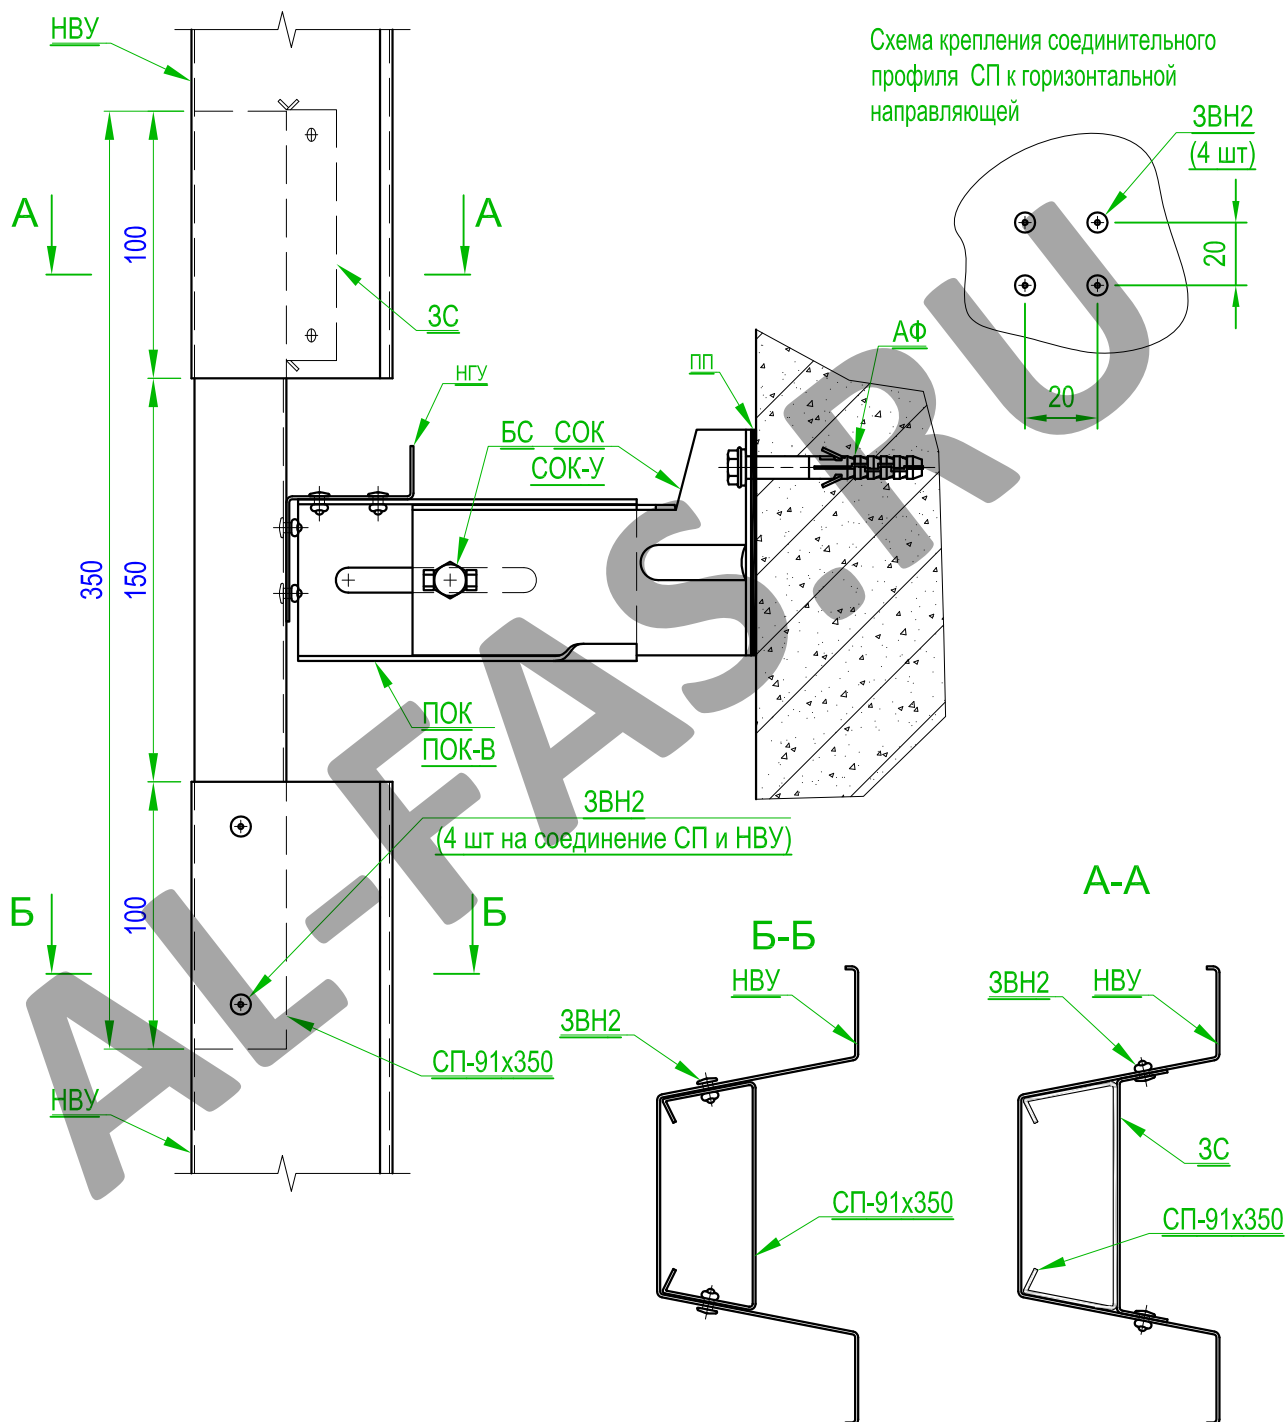 НВУ
Схема крепления соединительного
профиля СП к горизонтальной
направляющей
ЗВН2
(4 шт)
А
А
100
20
20
ЗС
АФ
ПП
НГУ
БС СОК
СОК-У
350
150
ПОК
ПОК-В
ЗВН2
(4 шт на соединение СП и НВУ)
100
Б
Б
А-А
Б-Б
НВУ
ЗВН2
НВУ
ЗВН2
СП-91х350
НВУ
ЗС
СП-91х350
СП-91х350
AL-FAS.RU